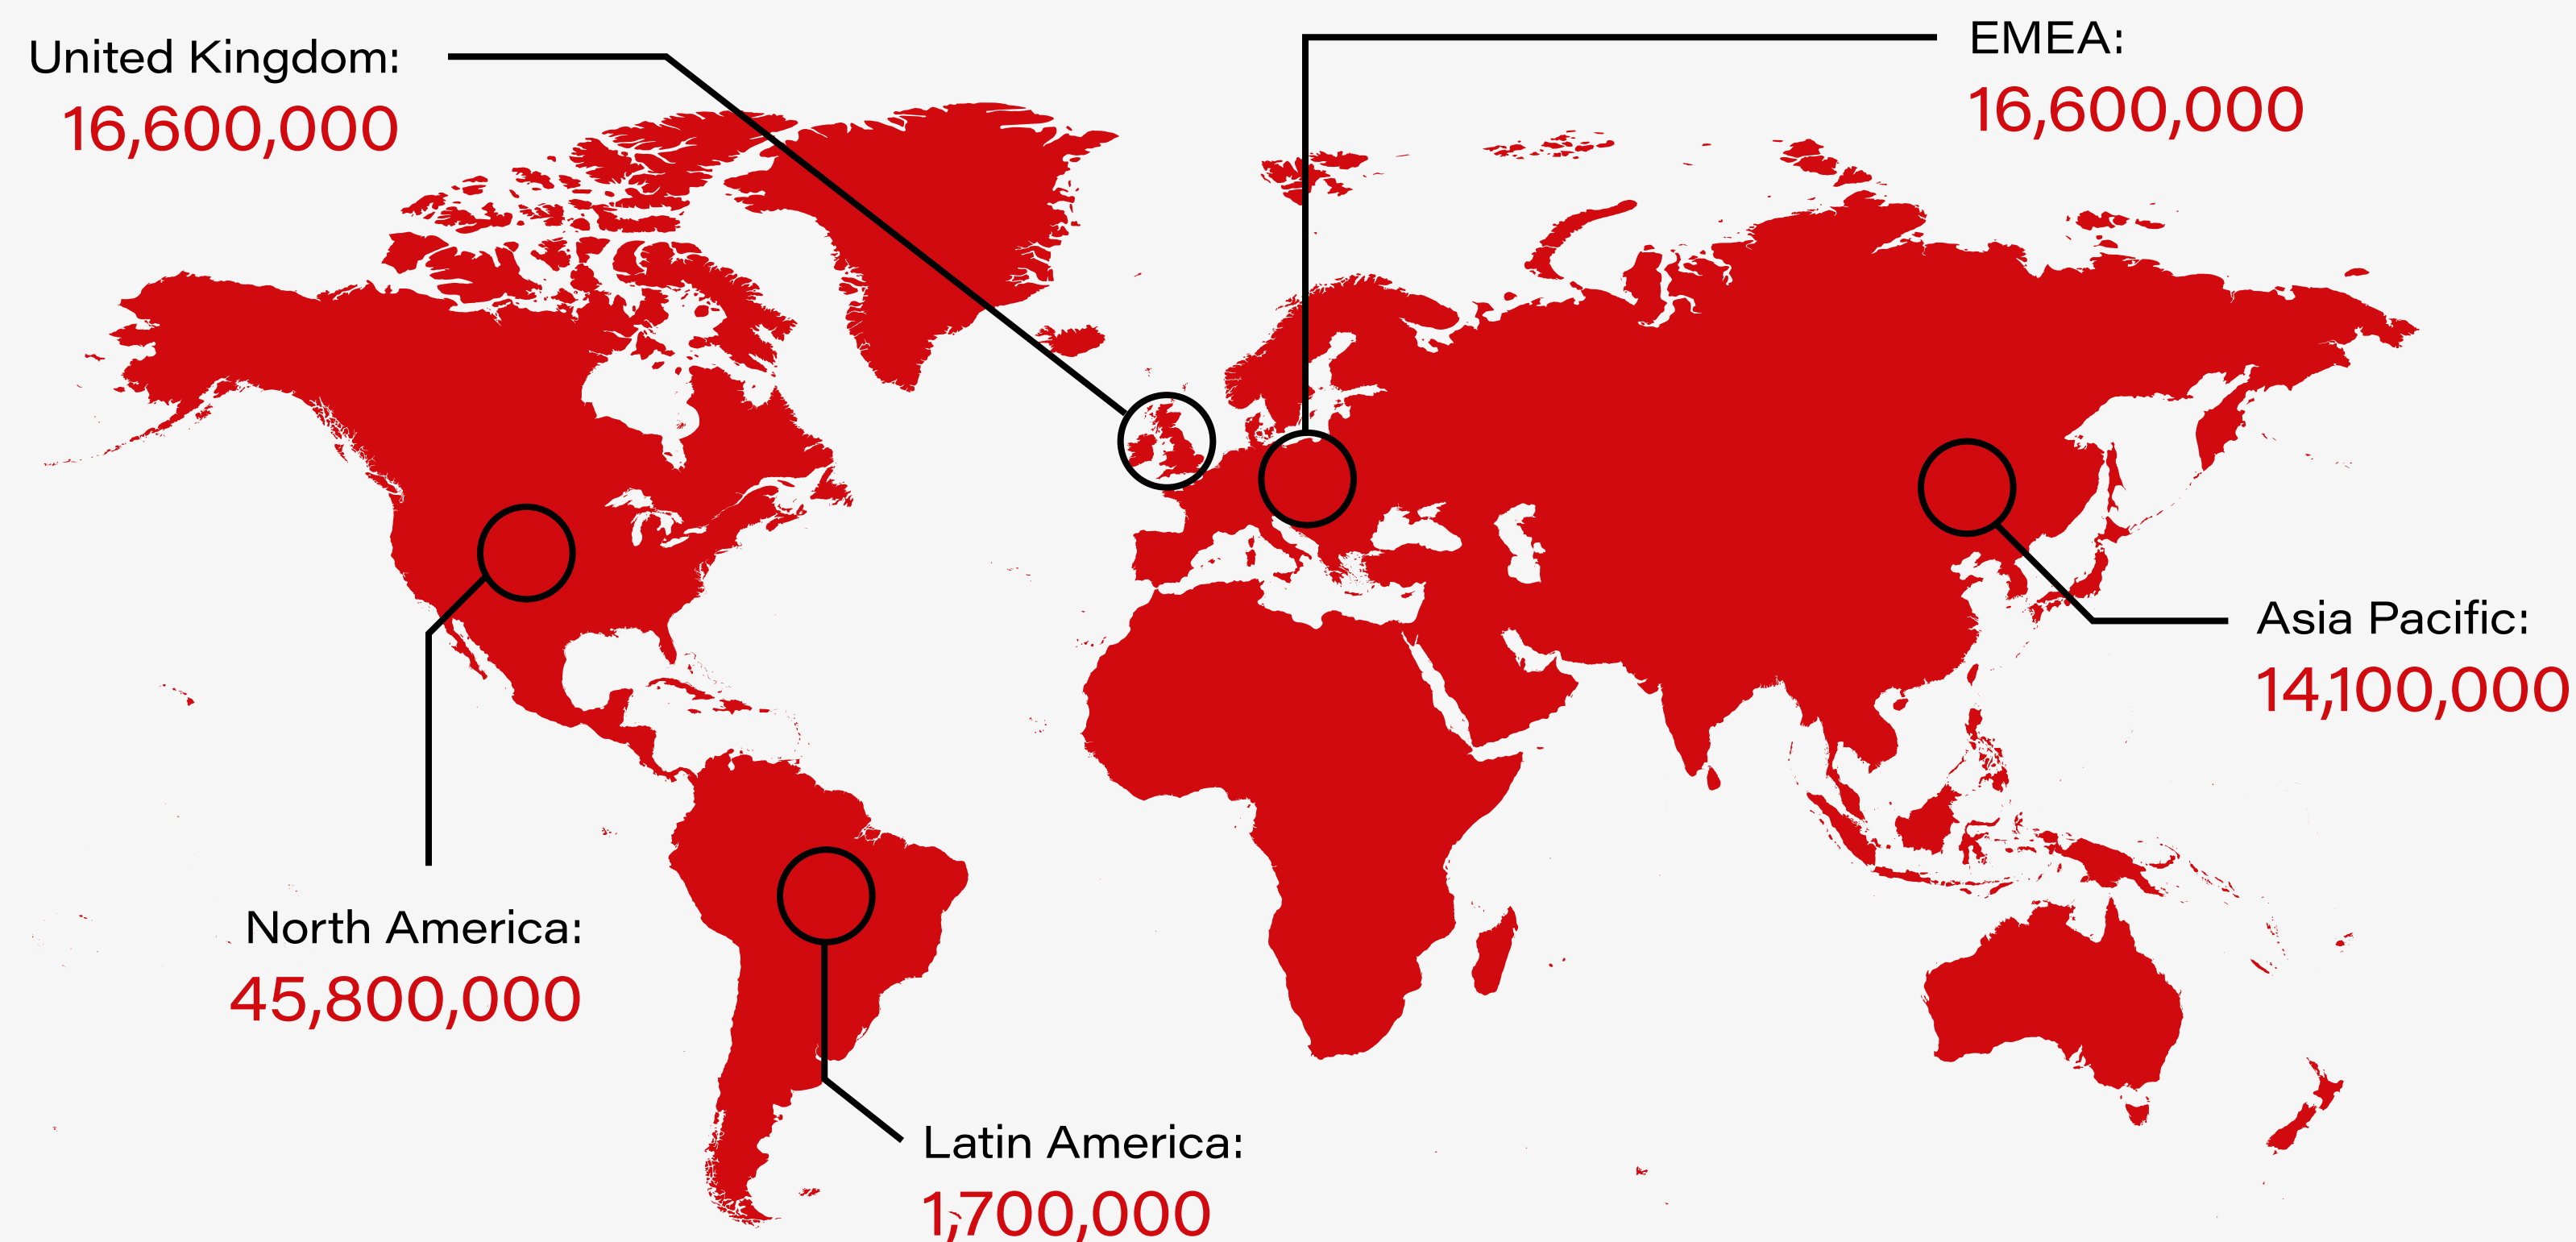 United Kingdom:
16,600,000
EMEA:
16,600,000
Asia Pacific:
14,100,000
North America:
45,800,000
Latin America:
1,700,000